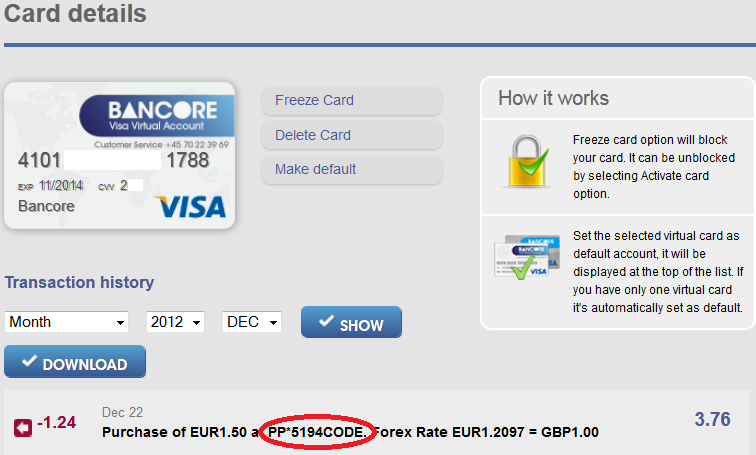 Card details
BANCORE
Visa Virtual Account
Customer Service +45 70 22 39 69
4101 1788
EXP 11/2014 CVV 2
Bancore
VISA
Freeze Card
Delete Card
Make default
How it works
Freeze card option will block
your card. It can be unblocked
by selecting Activate card
option.
BANCORE
VISA
Set the selected virtual card as
default account, it will be
displayed at the top of the list. If
you have only one virtual card
it's automatically set as default.
Transaction history
Month 2012 DEC SHOW
DOWNLOAD
-1.24
Dec 22
Purchase of EUR1.50 a PP*5194CODE, Forex Rate EUR1.2097 = GBP1.00
3.76